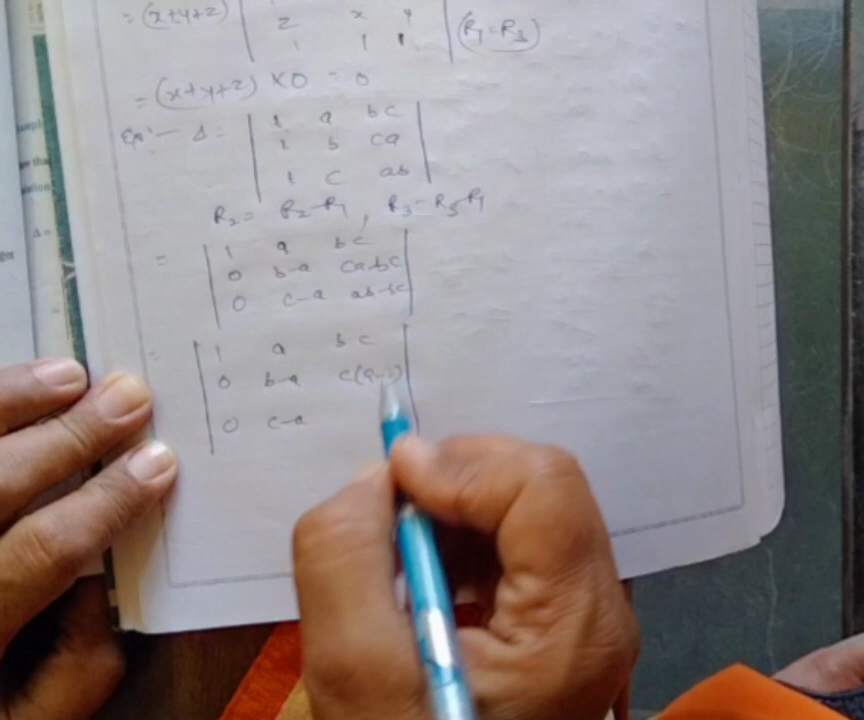 = (x+y+z) | z x y | (R₁=R₃)
1 1 1
= (x+y+z) × 0 = 0
Ex:- Δ = | 1 a bc |
| 1 b ca |
| 1 c ab |
R₂ = R₂-R₁, R₃ = R₃-R₁
= | 1 a bc |
| 0 b-a ca-bc |
| 0 c-a ab-bc |
= | 1 a bc |
| 0 b-a c(a-b) |
| 0 c-a